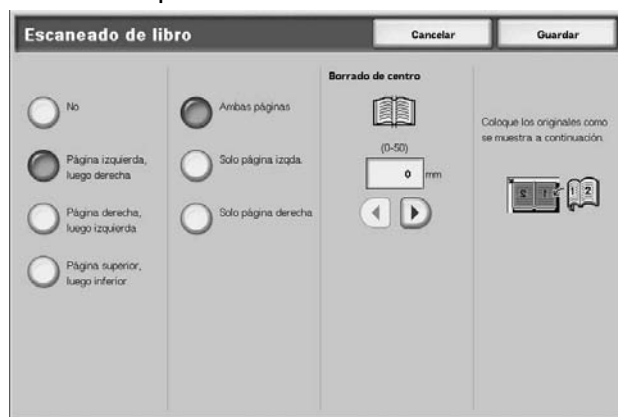 Escaneado de libro
Cancelar
Guardar
No
Página izquierda,
luego derecha
Página derecha,
luego izquierda
Página superior,
luego inferior
Ambas páginas
Solo página izqda.
Solo página derecha
Borrado de centro
(0-50)
0 mm
Coloque los originales como
se muestra a continuación.
1 2
1 2